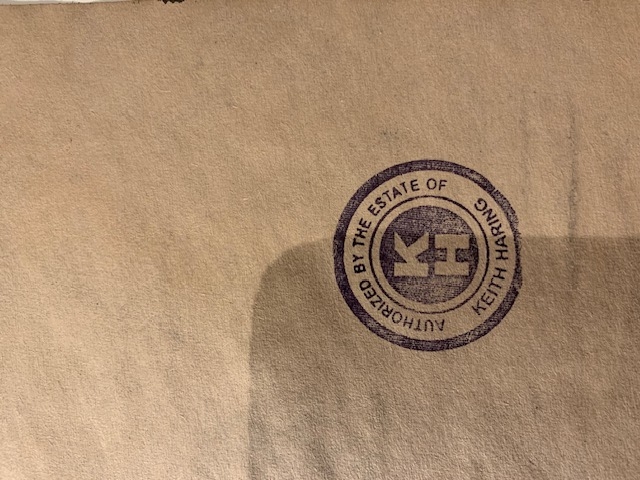 AUTHORIZED BY THE ESTATE OF
KEITH HARING
KH